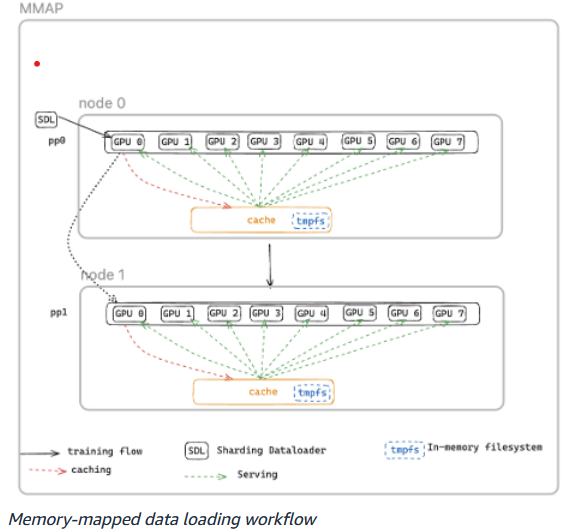 MMAP
node 0
SDL
pp0
GPU 0 GPU 1 GPU 2 GPU 3 GPU 4 GPU 5 GPU 6 GPU 7
cache tmpfs
node 1
pp1
GPU 0 GPU 1 GPU 2 GPU 3 GPU 4 GPU 5 GPU 6 GPU 7
cache tmpfs
training flow SDL Sharding Dataloader tmpfs In-memory filesystem
caching Serving
Memory-mapped data loading workflow